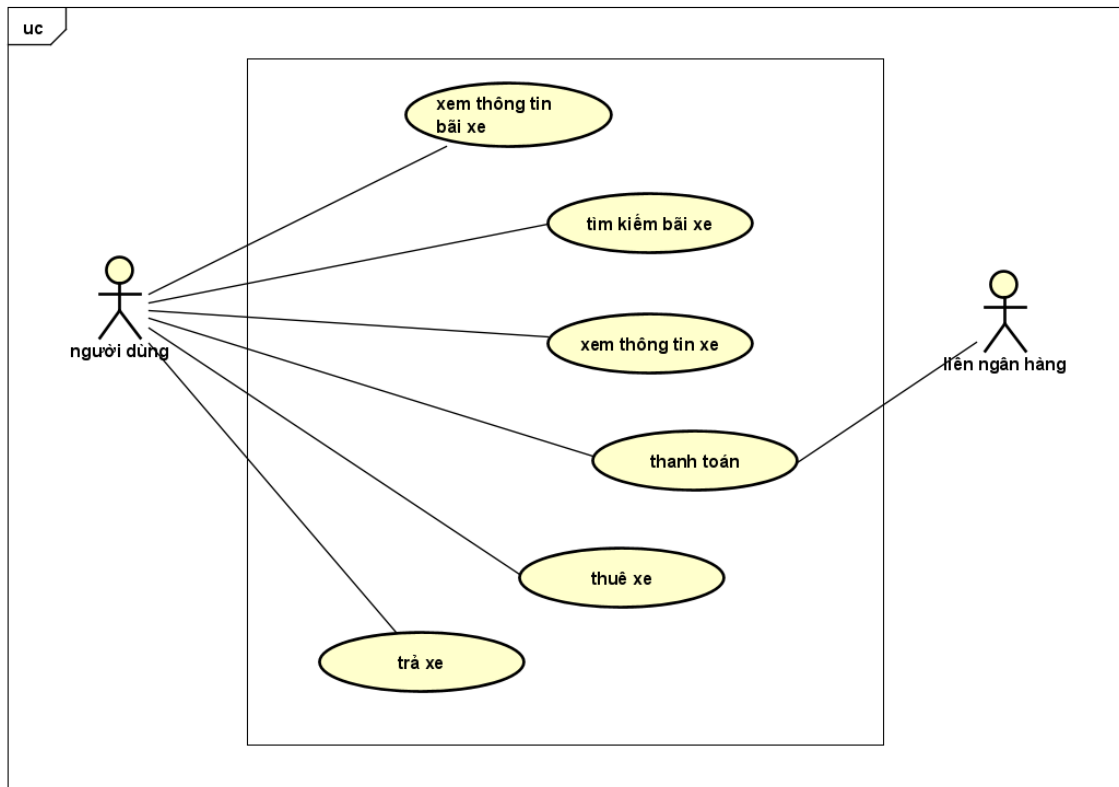 uc
xem thông tin
bãi xe
tìm kiếm bãi xe
người dùng
xem thông tin xe
liên ngân hàng
thanh toán
thuê xe
trả xe